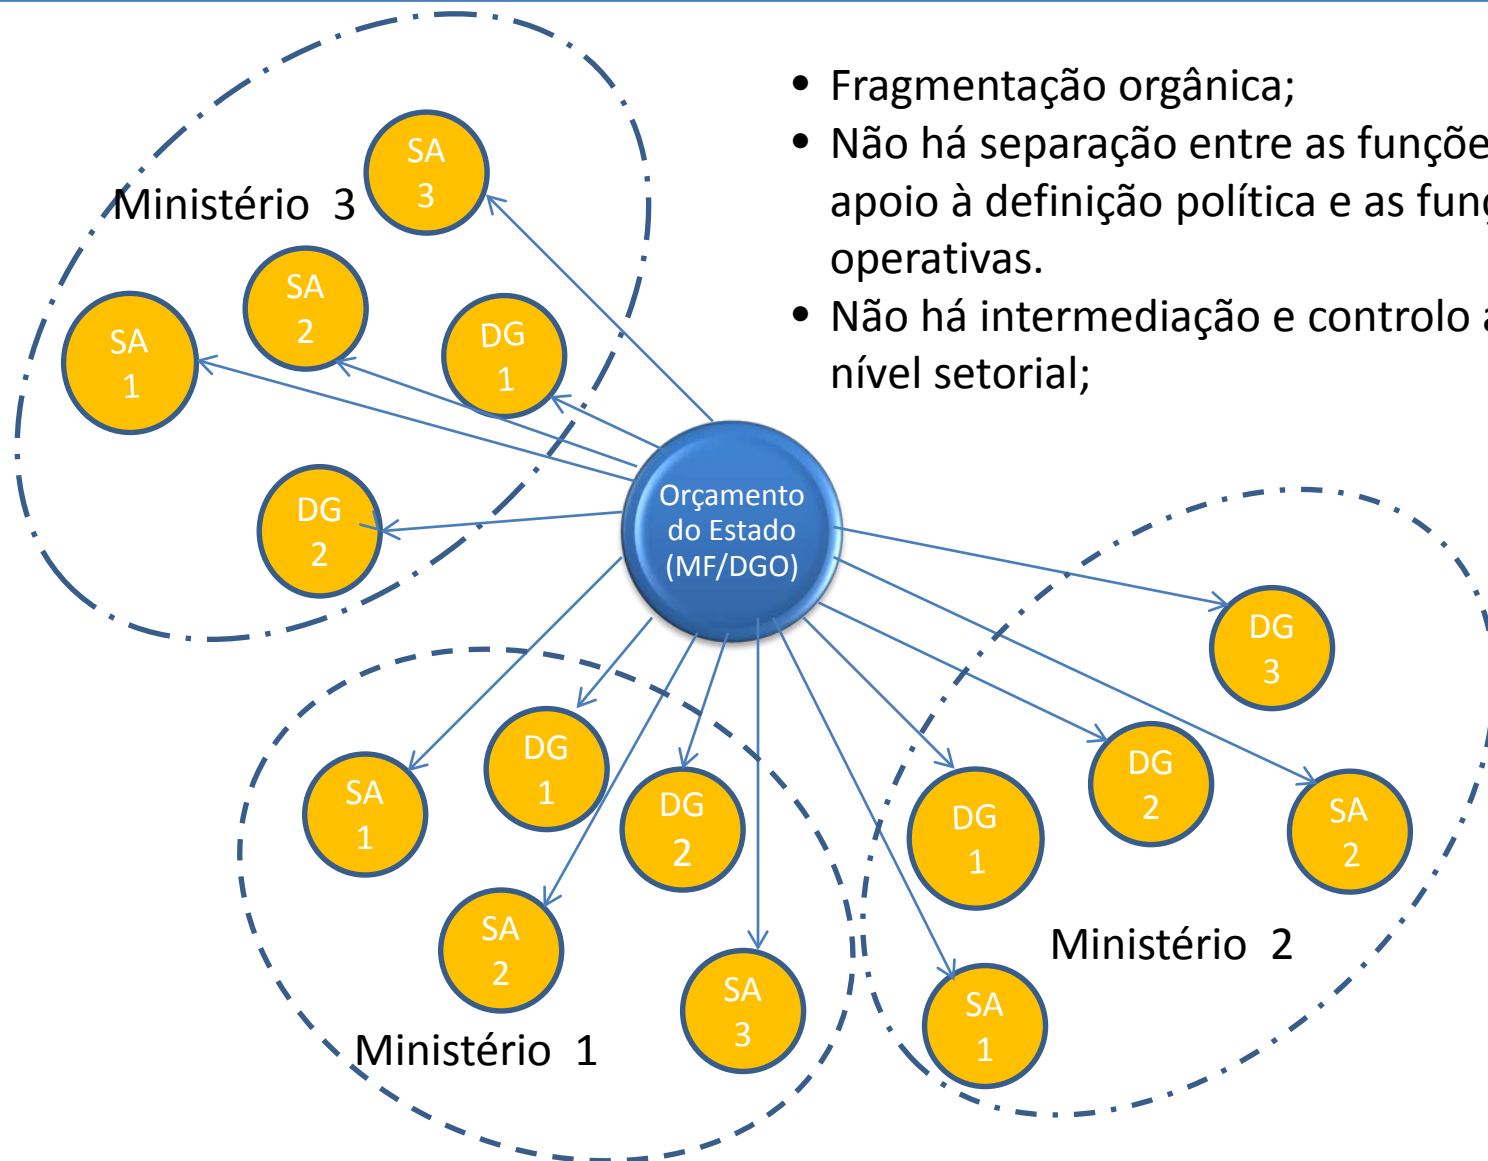 • Fragmentação orgânica;
• Não há separação entre as
apoio à definição política e as
operativas.
• Não há intermediação e controlo
nível setorial;
Ministério 3
SA
3
SA
2
SA
1
DG
1
DG
2
Orçamento
do Estado
(MF/DGO)
DG
3
DG
2
SA
2
DG
1
SA
1
Ministério 2
SA
1
DG
1
DG
2
SA
2
SA
3
Ministério 1